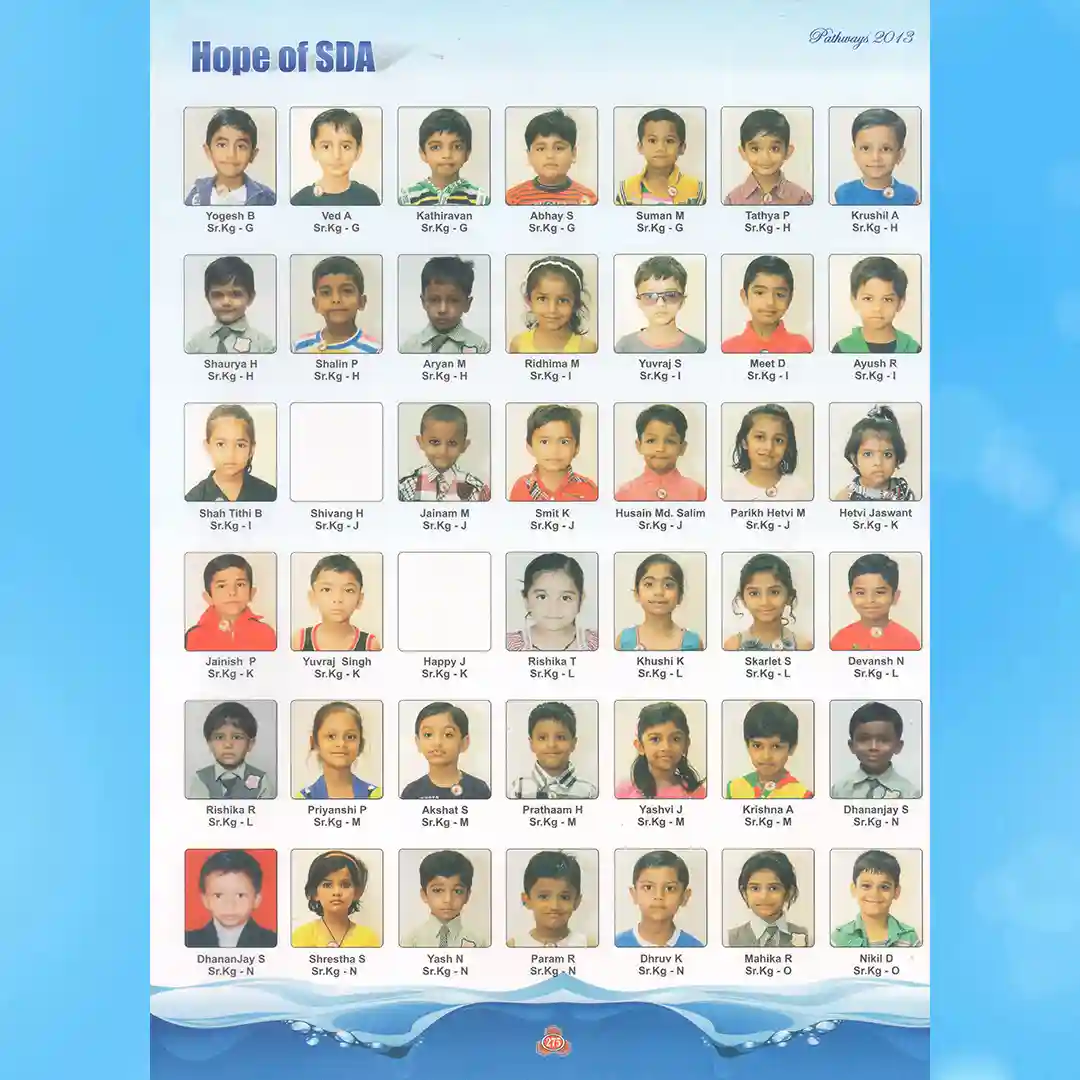 Pathways 2013
Hope of SDA
Yogesh B Ved A Kathiravan Abhay S Suman M Tathya P Krushil A
Sr.Kg - G Sr.Kg - G Sr.Kg - G Sr.Kg - G Sr.Kg - G Sr.Kg - H Sr.Kg - H
Shaurya H Shalin P Aryan M Ridhima M Yuvraj S Meet D Ayush R
Sr.Kg - H Sr.Kg - H Sr.Kg - H Sr.Kg - I Sr.Kg - I Sr.Kg - I Sr.Kg - I
Shah Tithi B Shivang H Jainam M Smit K Husain Md. Salim Parikh Hetvi M Hetvi Jaswant
Sr.Kg - I Sr.Kg - J Sr.Kg - J Sr.Kg - J Sr.Kg - J Sr.Kg - J Sr.Kg - K
Jainish P Yuvraj Singh Happy J Rishika T Khushi K Skarlet S Devansh N
Sr.Kg - K Sr.Kg - K Sr.Kg - K Sr.Kg - L Sr.Kg - L Sr.Kg - L Sr.Kg - L
Rishika R Priyanshi P Akshat S Prathaam H Yashvi J Krishna A Dhananjay S
Sr.Kg - L Sr.Kg - M Sr.Kg - M Sr.Kg - M Sr.Kg - M Sr.Kg - M Sr.Kg - N
DhananJay S Shrestha S Yash N Param R Dhruv K Mahika R Nikil D
Sr.Kg - N Sr.Kg - N Sr.Kg - N Sr.Kg - N Sr.Kg - N Sr.Kg - O Sr.Kg - O
275